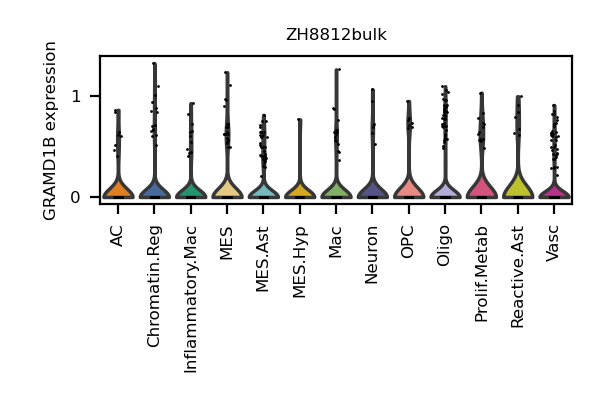 ZH8812bulk
GRAMD1B expression
1
0
AC
Chromatin.Reg
Inflammatory.Mac
MES
MES.Ast
MES.Hyp
Mac
Neuron
OPC
Oligo
Prolif.Metab
Reactive.Ast
Vasc